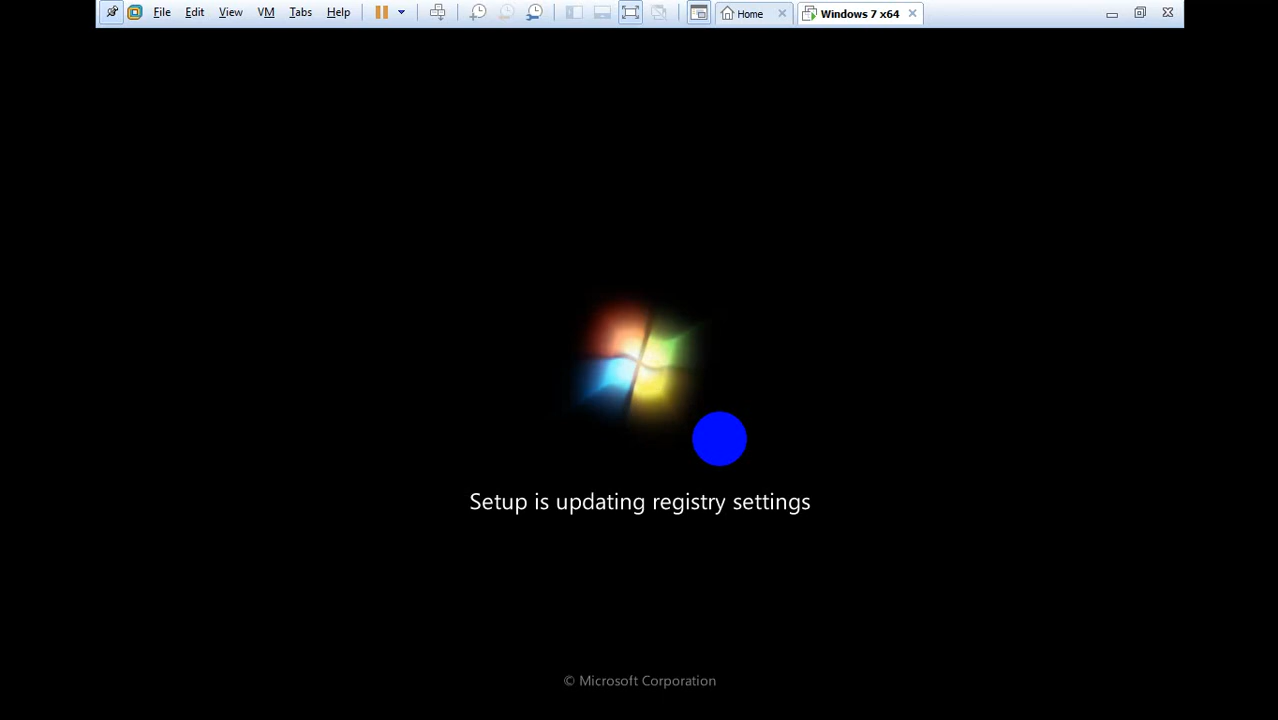 File Edit View VM Tabs Help Home Windows 7 x64
Setup is updating registry settings
© Microsoft Corporation